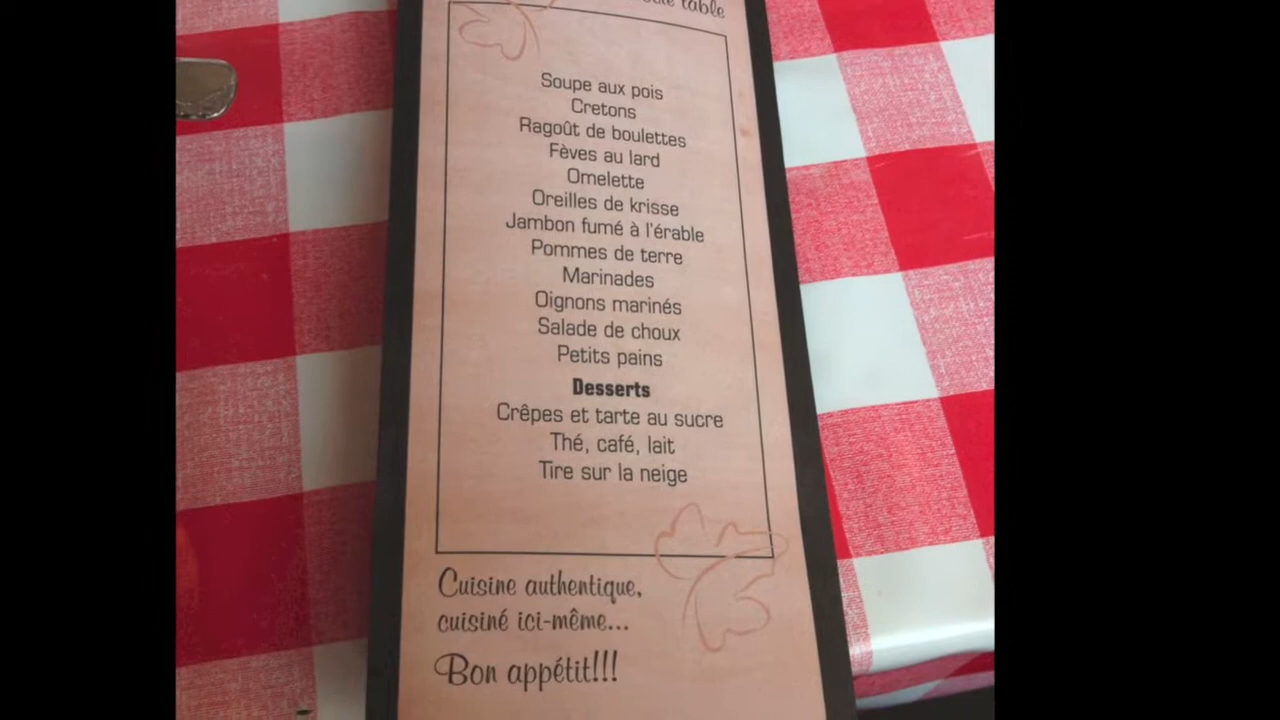 table
Soupe aux pois
Cretons
Ragoût de boulettes
Fèves au lard
Omelette
Oreilles de krisse
Jambon fumé à l'érable
Pommes de terre
Marinades
Oignons marinés
Salade de choux
Petits pains
Desserts
Crêpes et tarte au sucre
Thé, café, lait
Tire sur la neige
Cuisine authentique,
cuisiné ici-même...
Bon appétit!!!